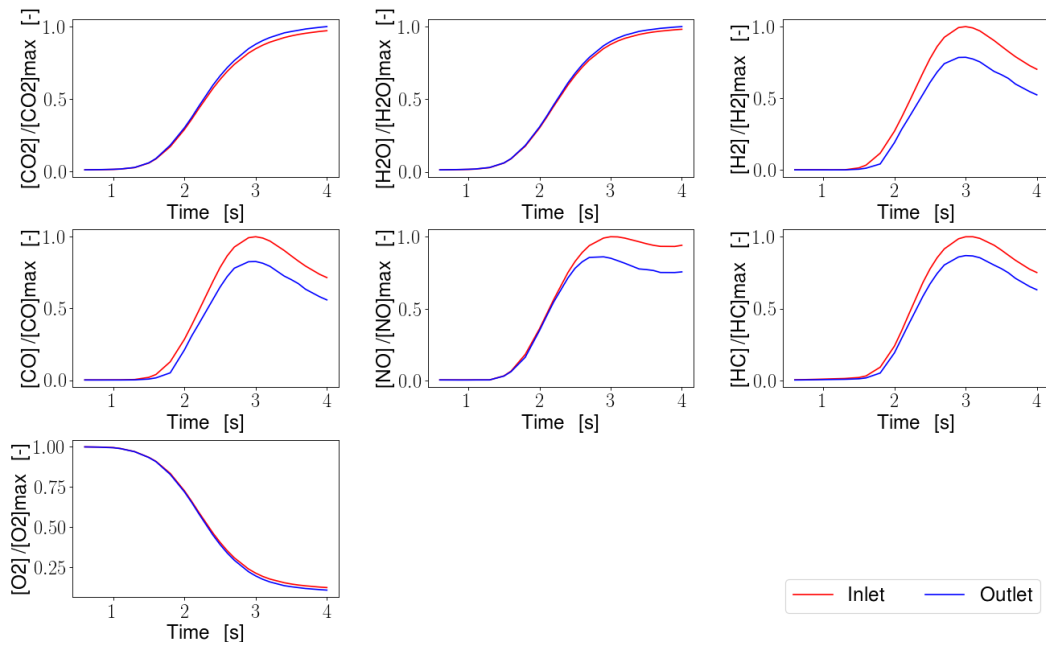 [CO2]/[CO2]max [-]
1.0
0.5
0.0
1 2 3 4
Time [s]
[H2O]/[H2O]max [-]
1.0
0.5
0.0
1 2 3 4
Time [s]
[H2]/[H2]max [-]
1.0
0.5
0.0
1 2 3 4
Time [s]
[CO]/[CO]max [-]
1.0
0.5
0.0
1 2 3 4
Time [s]
[NO]/[NO]max [-]
1.0
0.5
0.0
1 2 3 4
Time [s]
[HC]/[HC]max [-]
1.0
0.5
0.0
1 2 3 4
Time [s]
[O2]/[O2]max [-]
1.00
0.75
0.50
0.25
1 2 3 4
Time [s]
Inlet Outlet